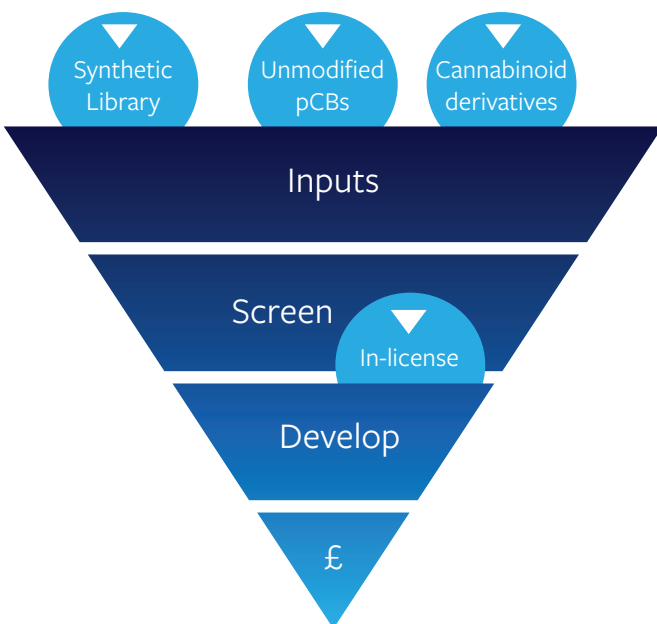 Synthetic
Library
Unmodified
pCBs
Cannabinoid
derivatives
Inputs
Screen
In-license
Develop
£